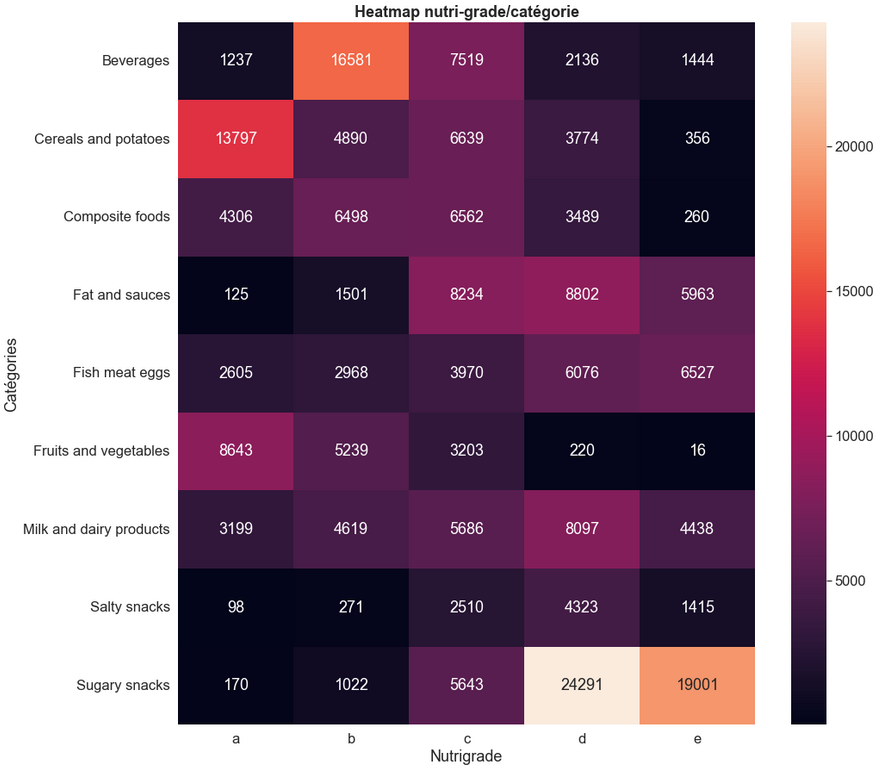 Heatmap nutri-grade/catégorie
Beverages 1237 16581 7519 2136 1444
Cereals and potatoes 13797 4890 6639 3774 356
20000
Composite foods 4306 6498 6562 3489 260
15000
Fat and sauces 125 1501 8234 8802 5963
Catégories
Fish meat eggs 2605 2968 3970 6076 6527
10000
Fruits and vegetables 8643 5239 3203 220 16
Milk and dairy products 3199 4619 5686 8097 4438
5000
Salty snacks 98 271 2510 4323 1415
Sugary snacks 170 1022 5643 24291 19001
a b c d e
Nutrigrade